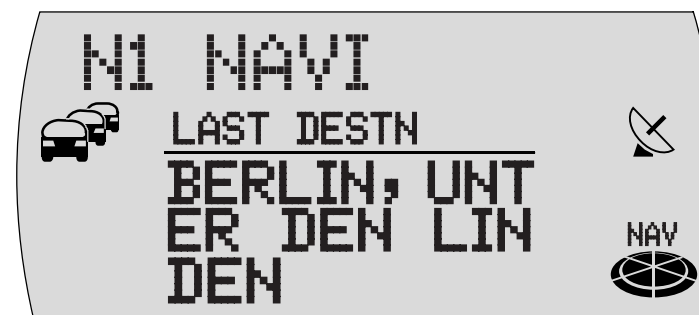 N1 NAVI
LAST DESTN
BERLIN, UNT
ER DEN LIN
DEN
NAV